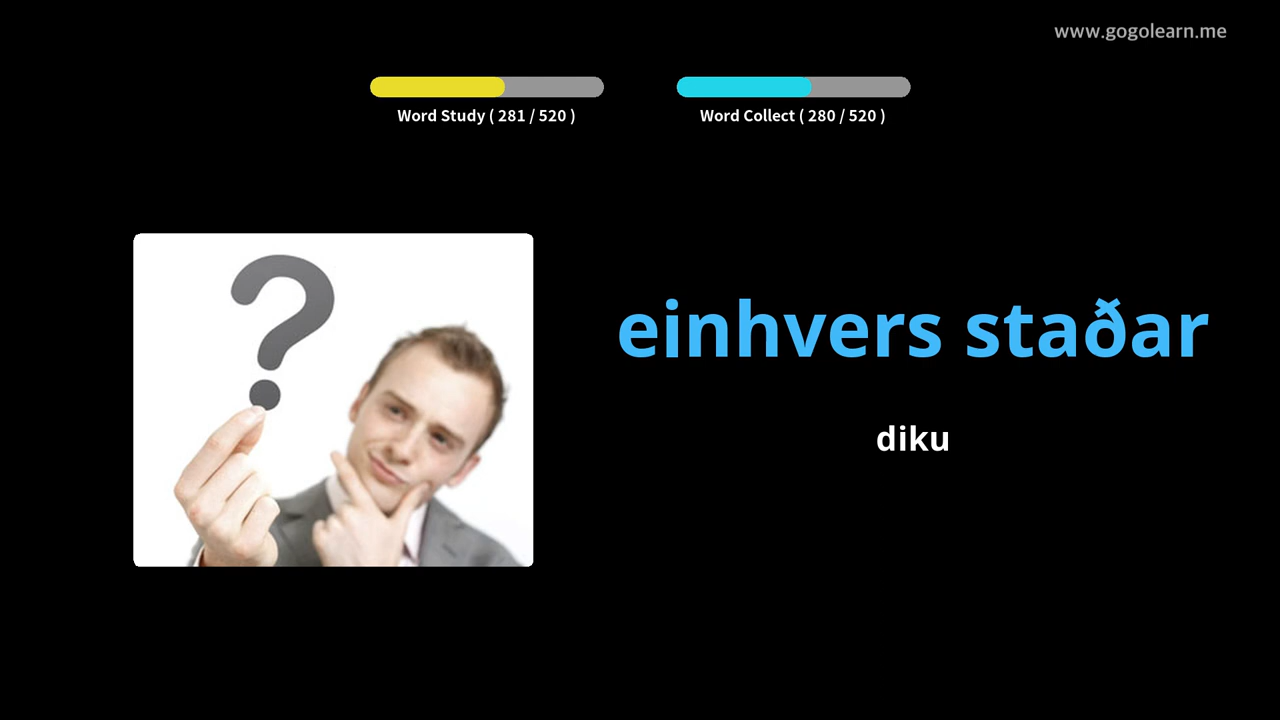 www.gogolearn.me
Word Study ( 281 / 520 )
Word Collect ( 280 / 520 )
einhvers staðar
diku